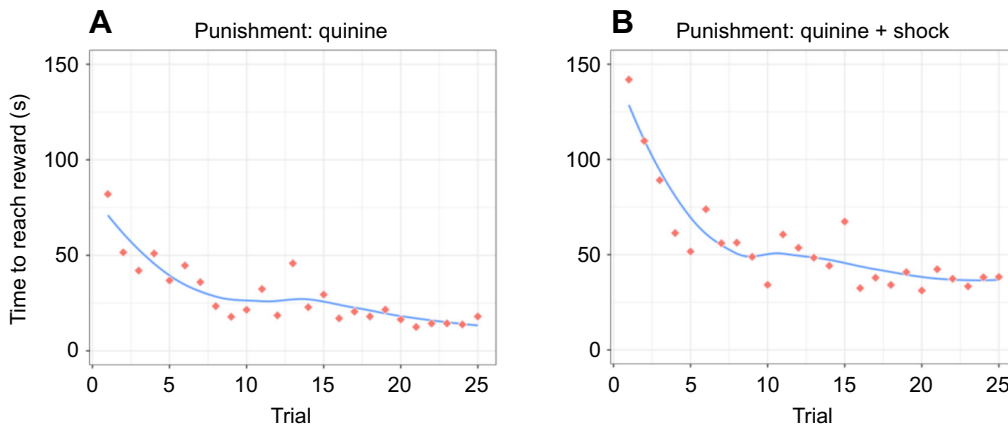 A
Punishment: quinine
Time to reach reward (s)
150
100
50
0
0 5 10 15 20 25
Trial
B
Punishment: quinine + shock
150
100
50
0
0 5 10 15 20 25
Trial